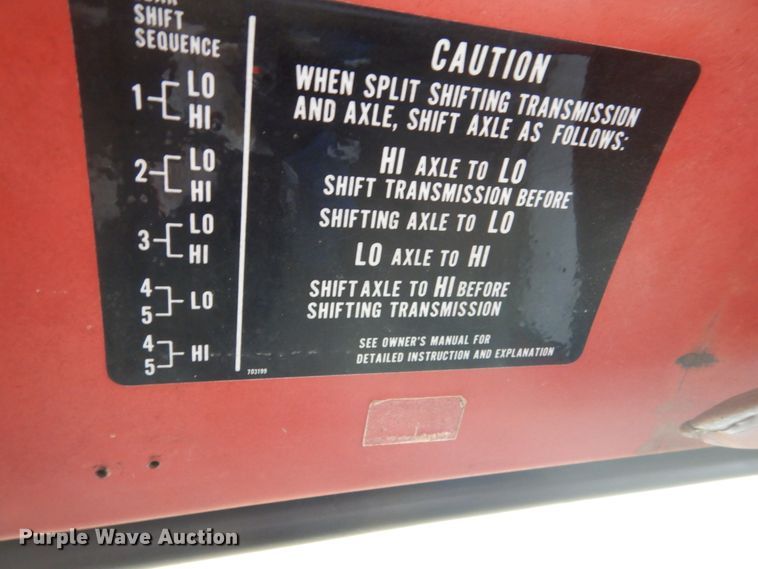 SHIFT
SEQUENCE
1 LO
HI
2 LO
HI
3 LO
HI
4
5 LO
4
5 HI
CAUTION
WHEN SPLIT SHIFTING TRANSMISSION
AND AXLE, SHIFT AXLE AS FOLLOWS:
HI AXLE TO LO
SHIFT TRANSMISSION BEFORE
SHIFTING AXLE TO LO
LO AXLE TO HI
SHIFT AXLE TO HI BEFORE
SHIFTING TRANSMISSION
SEE OWNER'S MANUAL FOR
DETAILED INSTRUCTION AND EXPLANATION
703199
Purple Wave Auction